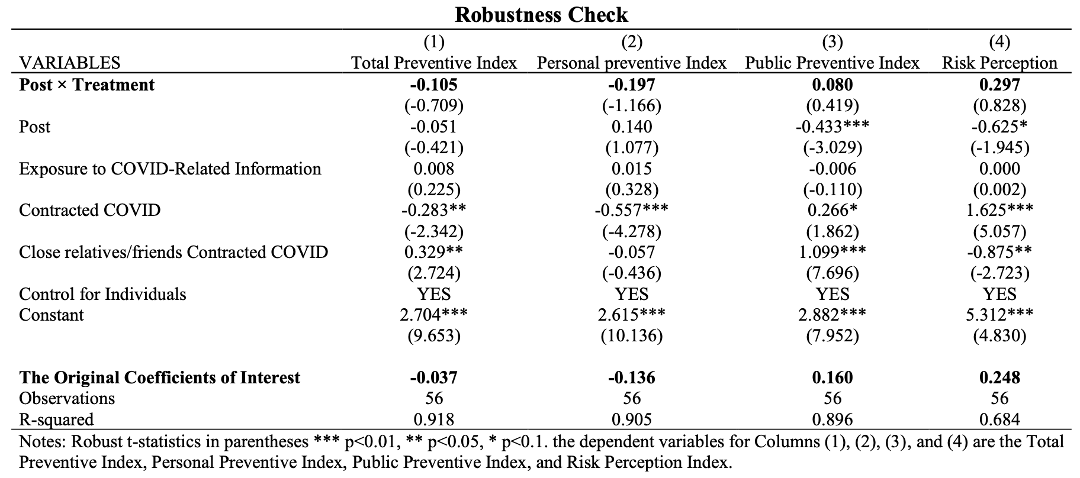 Robustness Check
(1) (2) (3) (4)
VARIABLES Total Preventive Index Personal preventive Index Public Preventive Index Risk Perception
Post × Treatment -0.105 -0.197 0.080 0.297
(-0.709) (-1.166) (0.419) (0.828)
Post -0.051 0.140 -0.433*** -0.625*
(-0.421) (1.077) (-3.029) (-1.945)
Exposure to COVID-Related Information 0.008 0.015 -0.006 0.000
(0.225) (0.328) (-0.110) (0.002)
Contracted COVID -0.283** -0.557*** 0.266* 1.625***
(-2.342) (-4.278) (1.862) (5.057)
Close relatives/friends Contracted COVID 0.329** -0.057 1.099*** -0.875**
(2.724) (-0.436) (7.696) (-2.723)
Control for Individuals YES YES YES YES
Constant 2.704*** 2.615*** 2.882*** 5.312***
(9.653) (10.136) (7.952) (4.830)
The Original Coefficients of Interest -0.037 -0.136 0.160 0.248
Observations 56 56 56 56
R-squared 0.918 0.905 0.896 0.684
Notes: Robust t-statistics in parentheses *** p<0.01, ** p<0.05, * p<0.1. the dependent variables for Columns (1), (2), (3), and (4) are the Total
Preventive Index, Personal Preventive Index, Public Preventive Index, and Risk Perception Index.